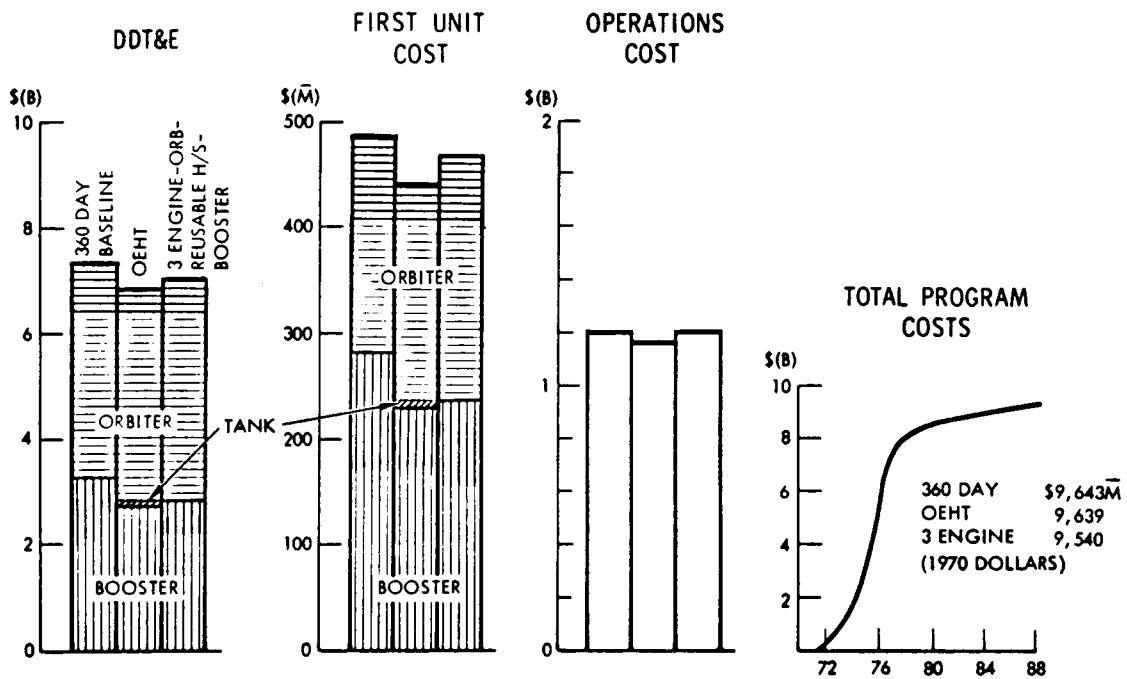 DDT&E
$(B)
10
8
6
4
2
0
360 DAY
BASELINE
OEHT
3 ENGINE-ORB-
REUSABLE H/S-
BOOSTER
ORBITER
BOOSTER
TANK
FIRST UNIT
COST
$(M̄)
500
400
300
200
100
0
ORBITER
BOOSTER
OPERATIONS
COST
$(B)
2
1
0
TOTAL PROGRAM
COSTS
$(B)
10
8
6
4
2
72 76 80 84 88
360 DAY $9,643M̄
OEHT 9,639
3 ENGINE 9,540
(1970 DOLLARS)